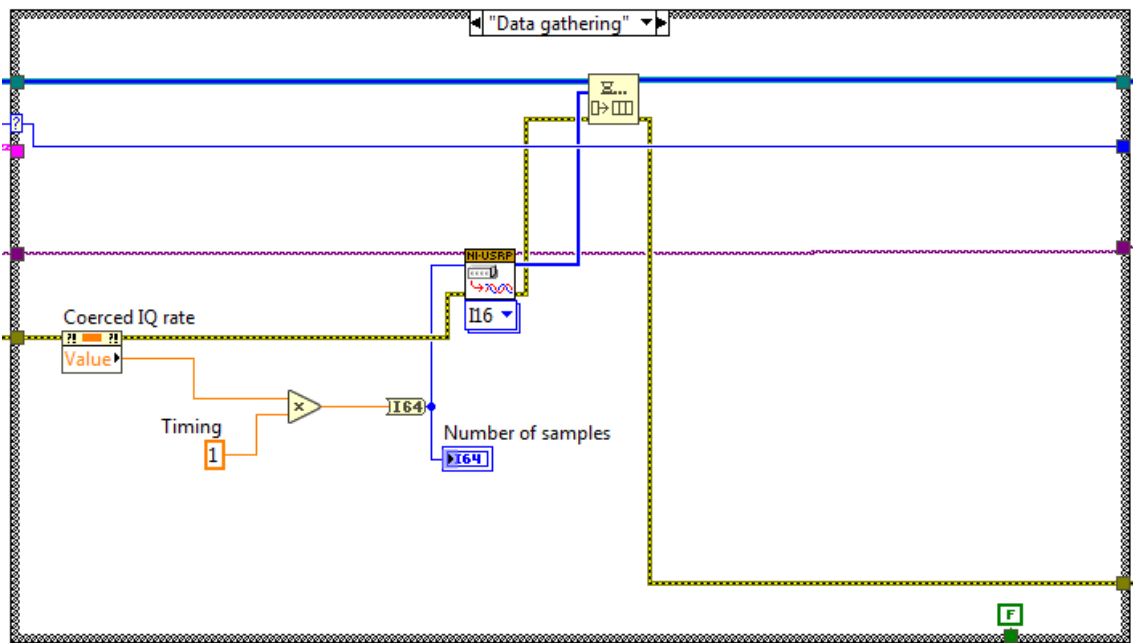 "Data gathering"
?
NI-USRP
I16
Coerced IQ rate
?! ?!
Value
×
I64
Timing
1
Number of samples
I64
F